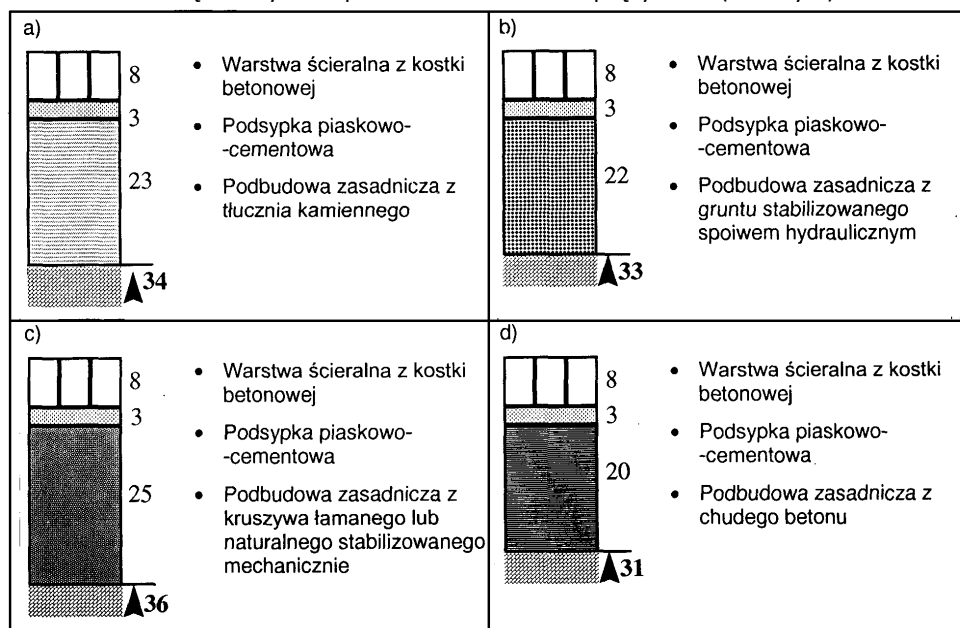 a)
8
3
23
34
• Warstwa ścieralna z kostki
betonowej
• Podsypka piaskowo-
-cementowa
• Podbudowa zasadnicza z
tłucznia kamiennego
b)
8
3
22
33
• Warstwa ścieralna z kostki
betonowej
• Podsypka piaskowo-
-cementowa
• Podbudowa zasadnicza z
gruntu stabilizowanego
spoiwem hydraulicznym
c)
8
3
25
36
• Warstwa ścieralna z kostki
betonowej
• Podsypka piaskowo-
-cementowa
• Podbudowa zasadnicza z
kruszywa łamanego lub
naturalnego stabilizowanego
mechanicznie
d)
8
3
20
31
• Warstwa ścieralna z kostki
betonowej
• Podsypka piaskowo-
-cementowa
• Podbudowa zasadnicza z
chudego betonu